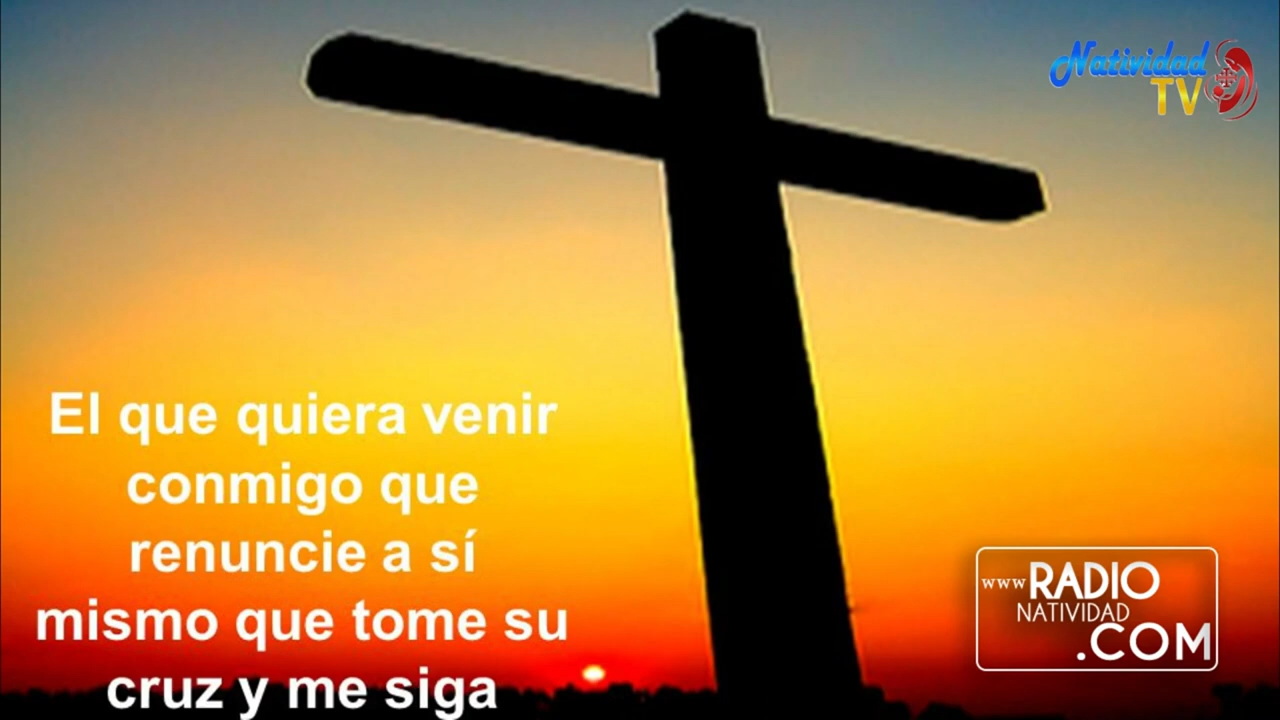 Natividad
TV
El que quiera venir
conmigo que
renuncie a sí
mismo que tome su
cruz y me siga
www RADIO
NATIVIDAD
.COM